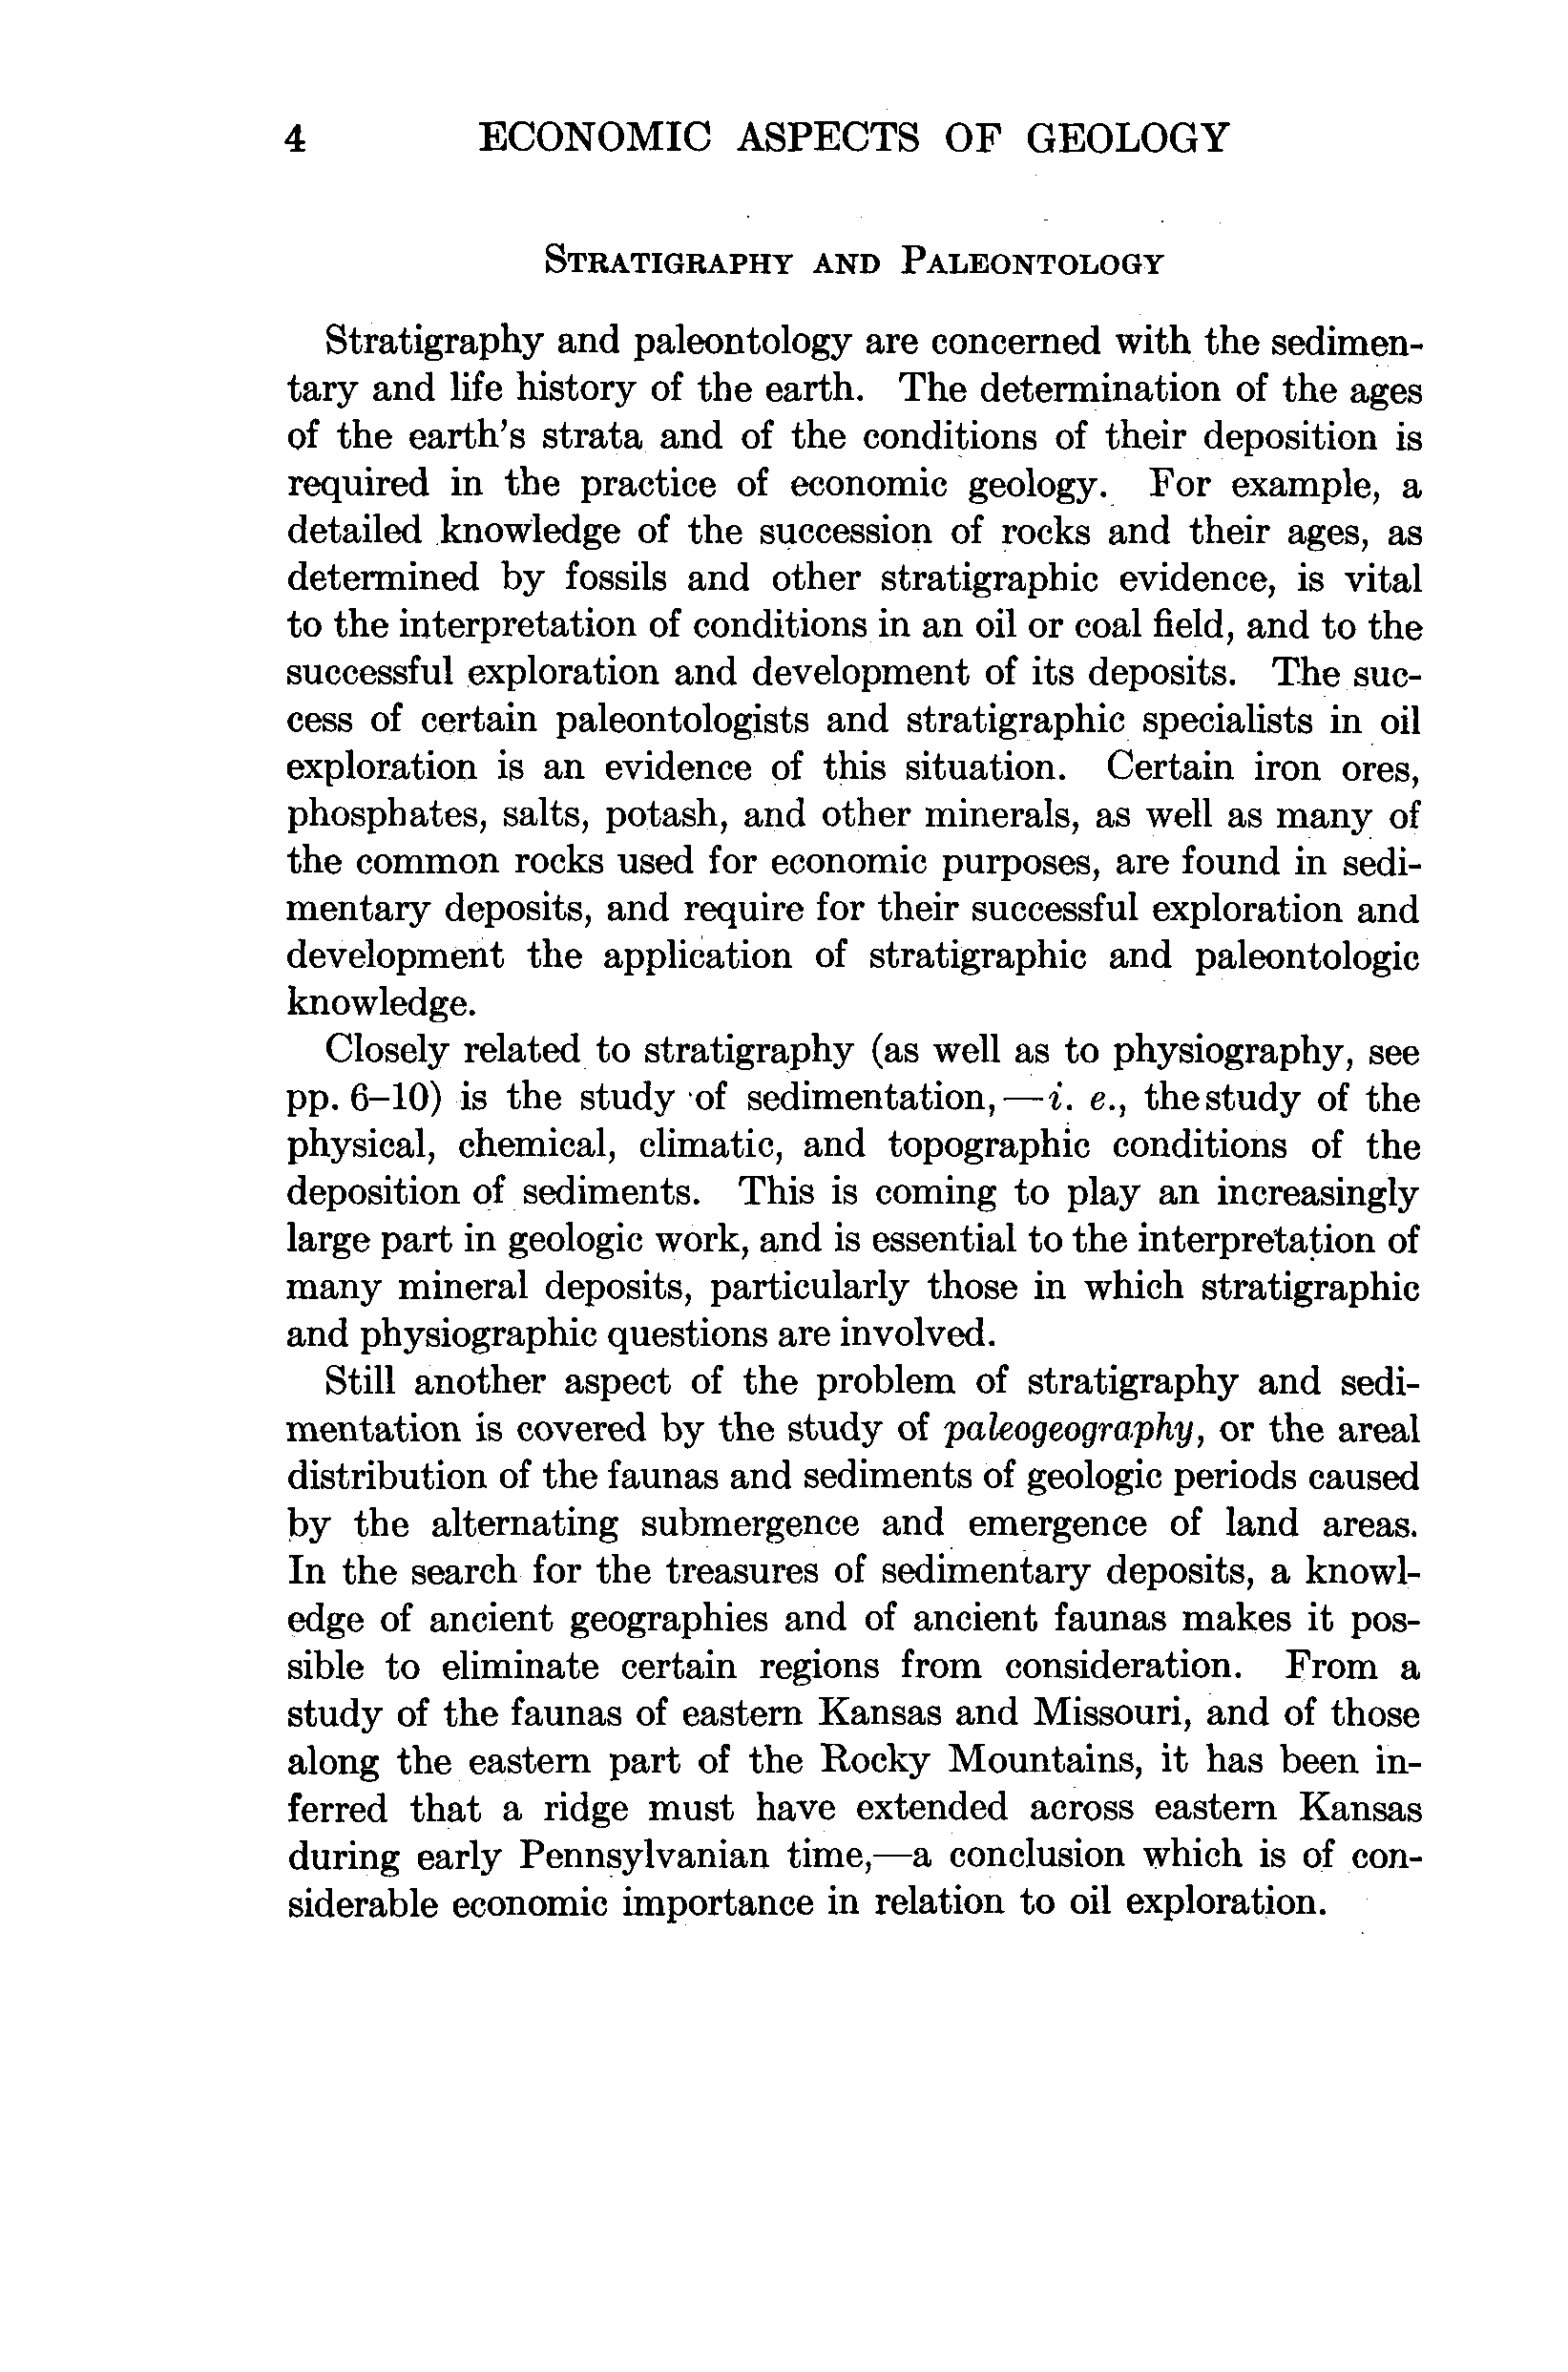 4 ECONOMIC ASPECTS OF GEOLOGY
STRATIGRAPHY AND PALEONTOLOGY
Stratigraphy and paleontology are concerned with the sedimen-
tary and life history of the earth. The determination of the ages
of the earth's strata and of the conditions of their deposition is
required in the practice of economic geology. For example, a
detailed knowledge of the succession of rocks and their ages, as
determined by fossils and other stratigraphic evidence, is vital
to the interpretation of conditions in an oil or coal field, and to the
successful exploration and development of its deposits. The suc-
cess of certain paleontologists and stratigraphic specialists in oil
exploration is an evidence of this situation. Certain iron ores,
phosphates, salts, potash, and other minerals, as well as many of
the common rocks used for economic purposes, are found in sedi-
mentary deposits, and require for their successful exploration and
development the application of stratigraphic and paleontologic
knowledge.
Closely related to stratigraphy (as well as to physiography, see
pp. 6–10) is the study of sedimentation,—i. e., the study of the
physical, chemical, climatic, and topographic conditions of the
deposition of sediments. This is coming to play an increasingly
large part in geologic work, and is essential to the interpretation of
many mineral deposits, particularly those in which stratigraphic
and physiographic questions are involved.
Still another aspect of the problem of stratigraphy and sedi-
mentation is covered by the study of paleogeography, or the areal
distribution of the faunas and sediments of geologic periods caused
by the alternating submergence and emergence of land areas.
In the search for the treasures of sedimentary deposits, a knowl-
edge of ancient geographies and of ancient faunas makes it pos-
sible to eliminate certain regions from consideration. From a
study of the faunas of eastern Kansas and Missouri, and of those
along the eastern part of the Rocky Mountains, it has been in-
ferred that a ridge must have extended across eastern Kansas
during early Pennsylvanian time,—a conclusion which is of con-
siderable economic importance in relation to oil exploration.